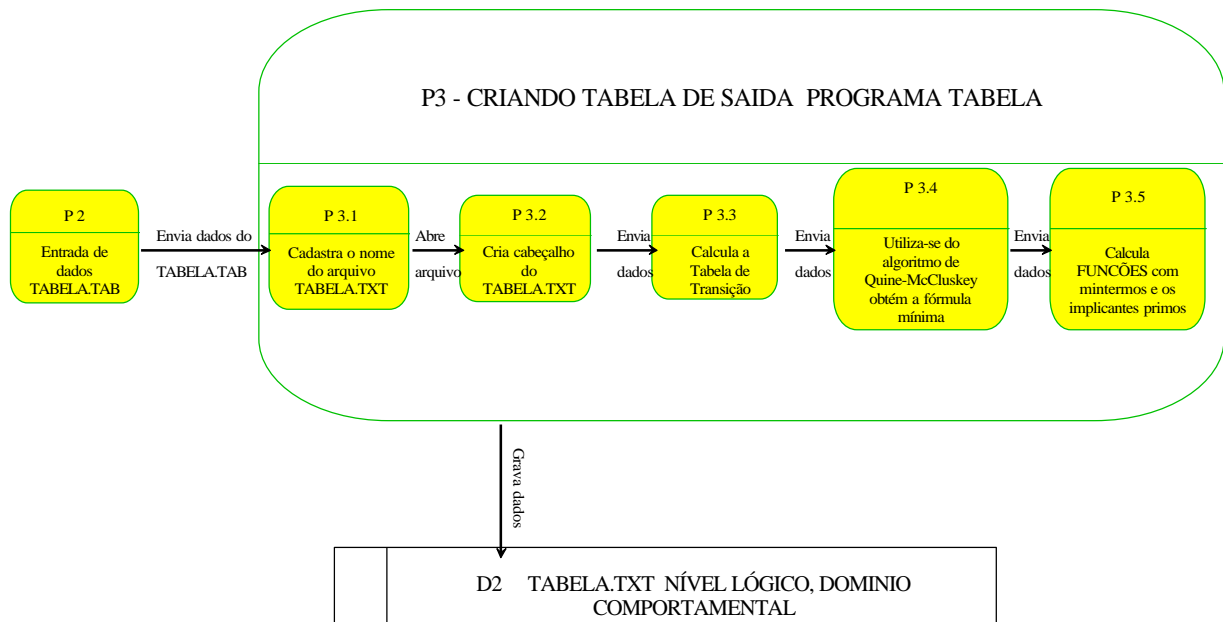 P3 - CRIANDO TABELA DE SAIDA PROGRAMA TABELA
P 2
Entrada de
dados
TABELA.TAB
Envia dados do
TABELA.TAB
P 3.1
Cadastra o nome
do arquivo
TABELA.TXT
Abre
arquivo
P 3.2
Cria cabeçalho
do
TABELA.TXT
Envia
dados
P 3.3
Calcula a
Tabela de
Transição
Envia
dados
P 3.4
Utiliza-se do
algoritmo de
Quine-McCluskey
obtém a fórmula
mínima
Envia
dados
P 3.5
Calcula
FUNCÕES com
mintermos e os
implicantes primos
Grava dados
D2 TABELA.TXT NÍVEL LÓGICO, DOMINIO
COMPORTAMENTAL